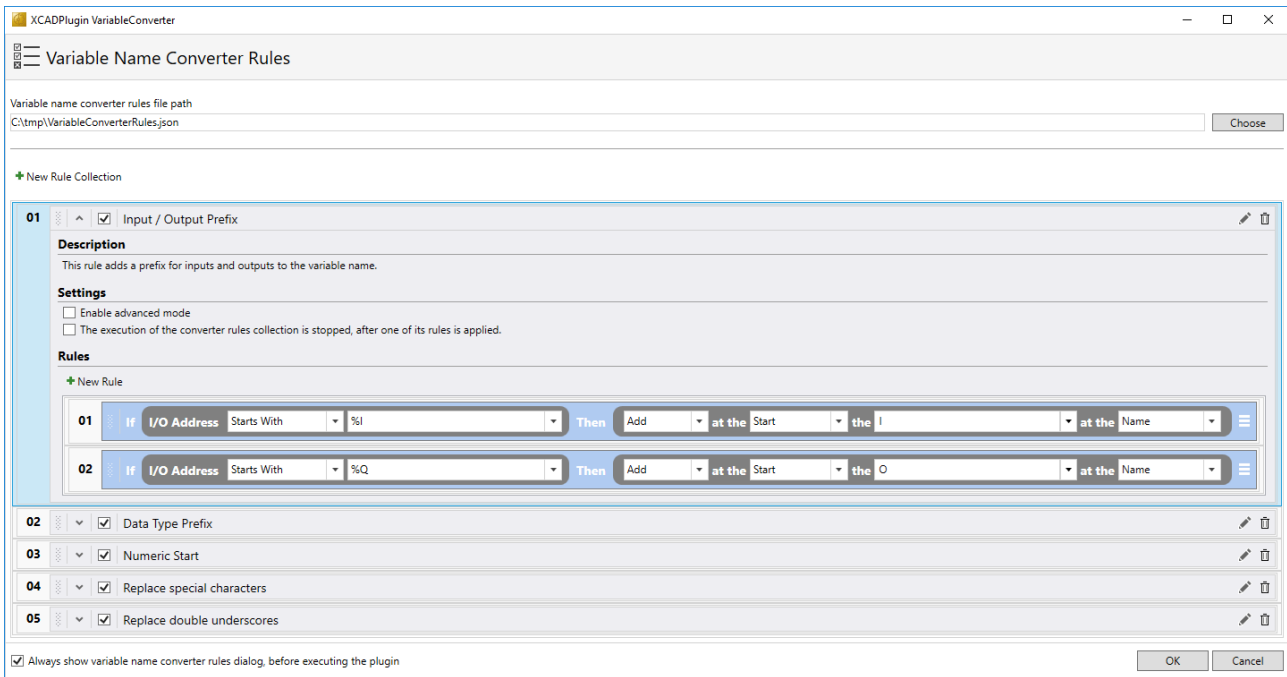 XCADPlugin VariableConverter
Variable Name Converter Rules
Variable name converter rules file path
C:\tmp\VariableConverterRules.json
Choose
New Rule Collection
01 Input / Output Prefix
Description
This rule adds a prefix for inputs and outputs to the variable name.
Settings
Enable advanced mode
The execution of the converter rules collection is stopped, after one of its rules is applied.
Rules
New Rule
01 If I/O Address Starts With %I Then Add at the Start the I at the Name
02 If I/O Address Starts With %Q Then Add at the Start the O at the Name
02 Data Type Prefix
03 Numeric Start
04 Replace special characters
05 Replace double underscores
Always show variable name converter rules dialog, before executing the plugin
OK Cancel